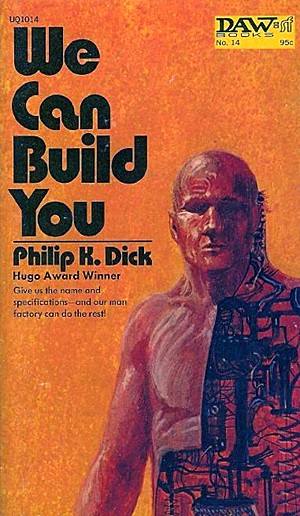 UQ1014
DAW=sf
BOOKS
No. 14
95c
We
Can
Build
You
Philip K. Dick
Hugo Award Winner
Give us the name and
specifications—and our man
factory can do the rest!